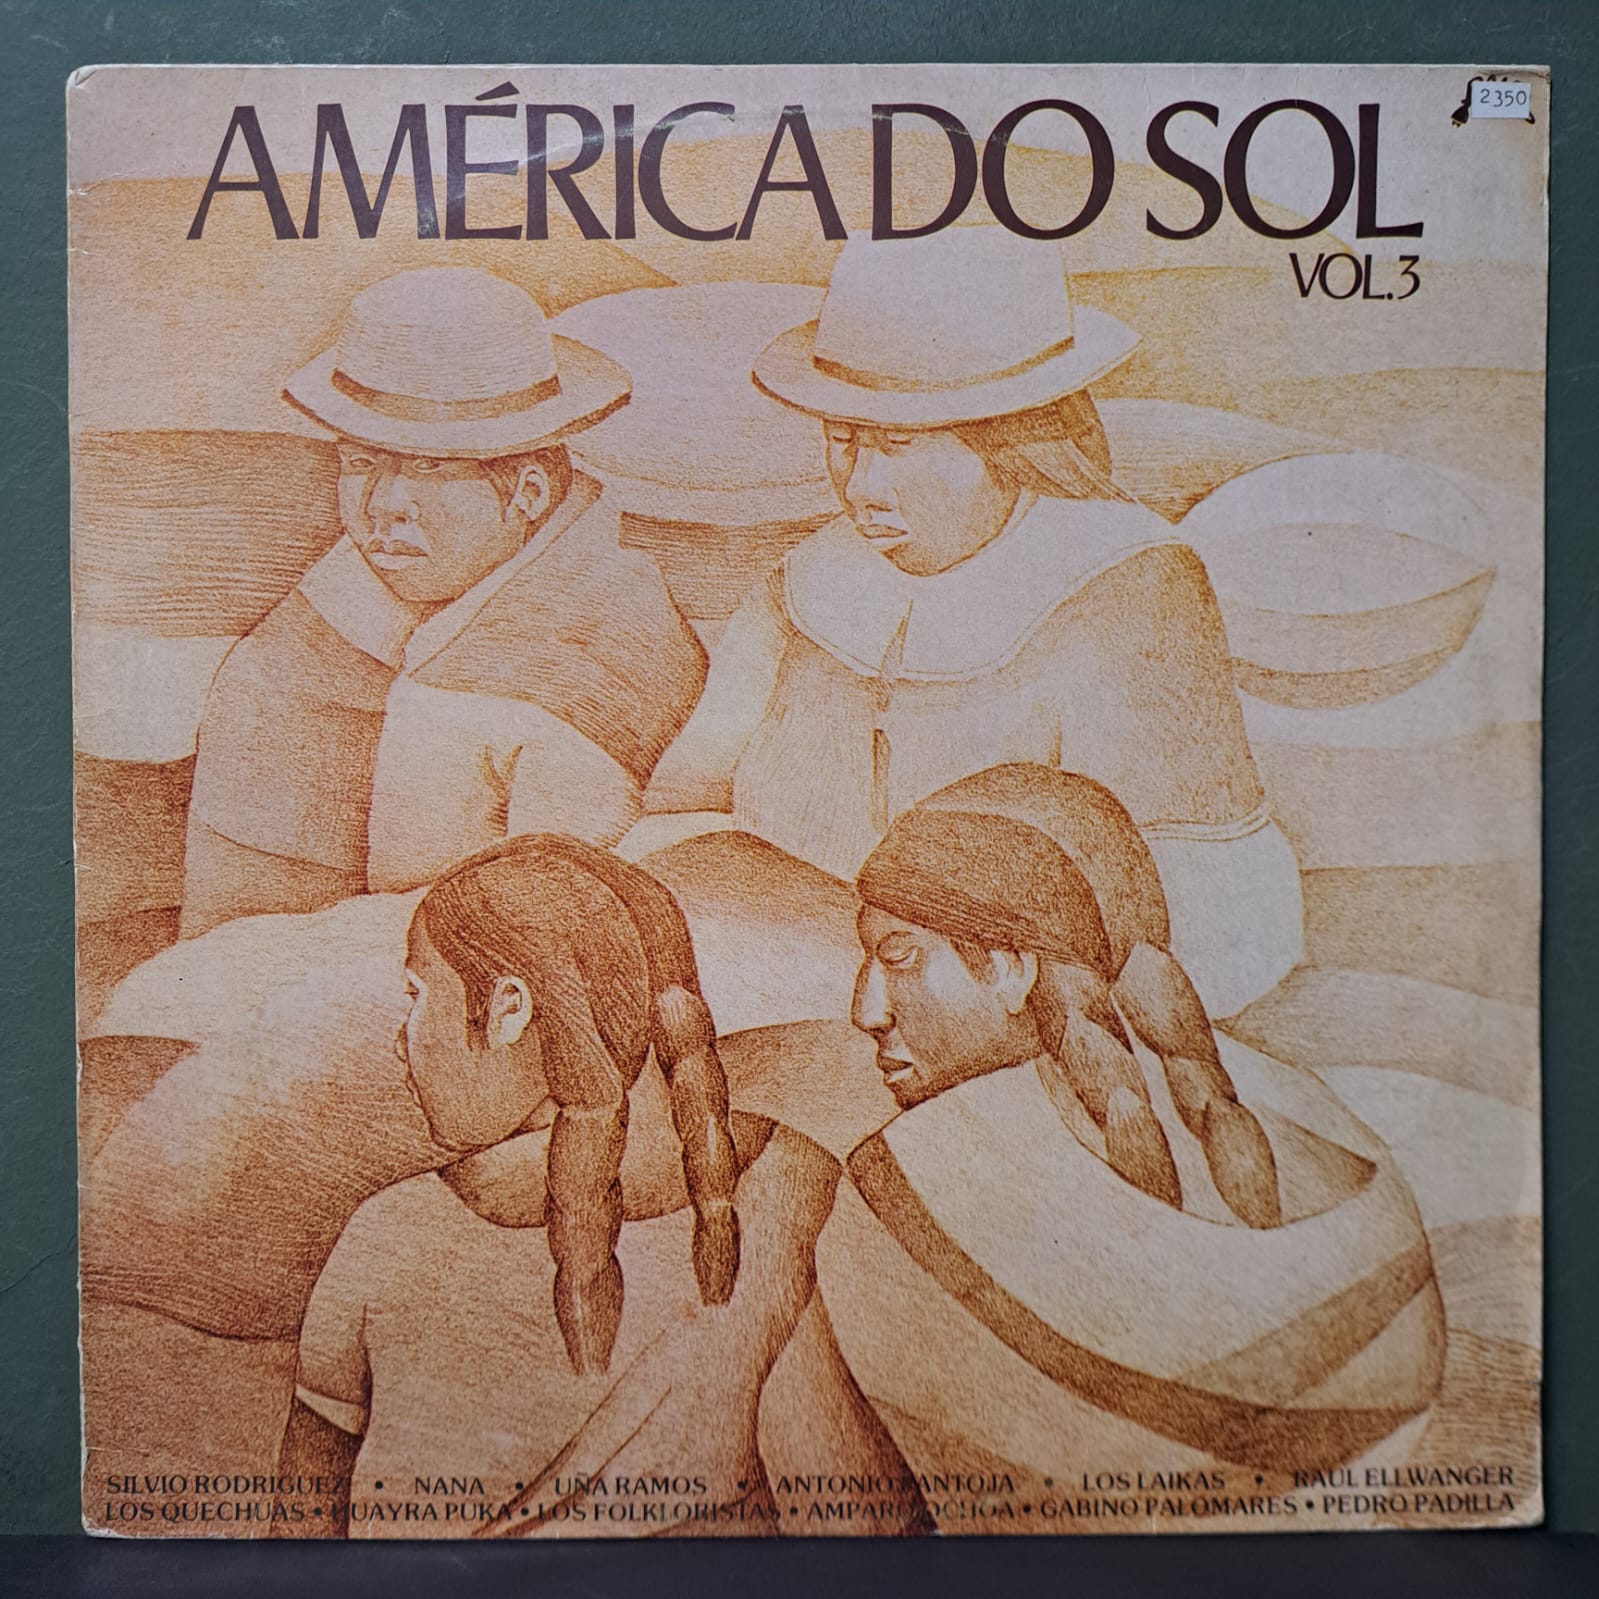 AMÉRICA DO SOL
VOL.3
2350
SILVIO RODRIGUEZ • NANA • UÑA RAMOS • ANTONIO PANTOJA • LOS LAIKAS • RAUL ELLWANGER
LOS QUECHUAS • HUAYRA PUKA • LOS FOLKLORISTAS • AMPARO OCHOA • GABINO PALOMARES • PEDRO PADILLA